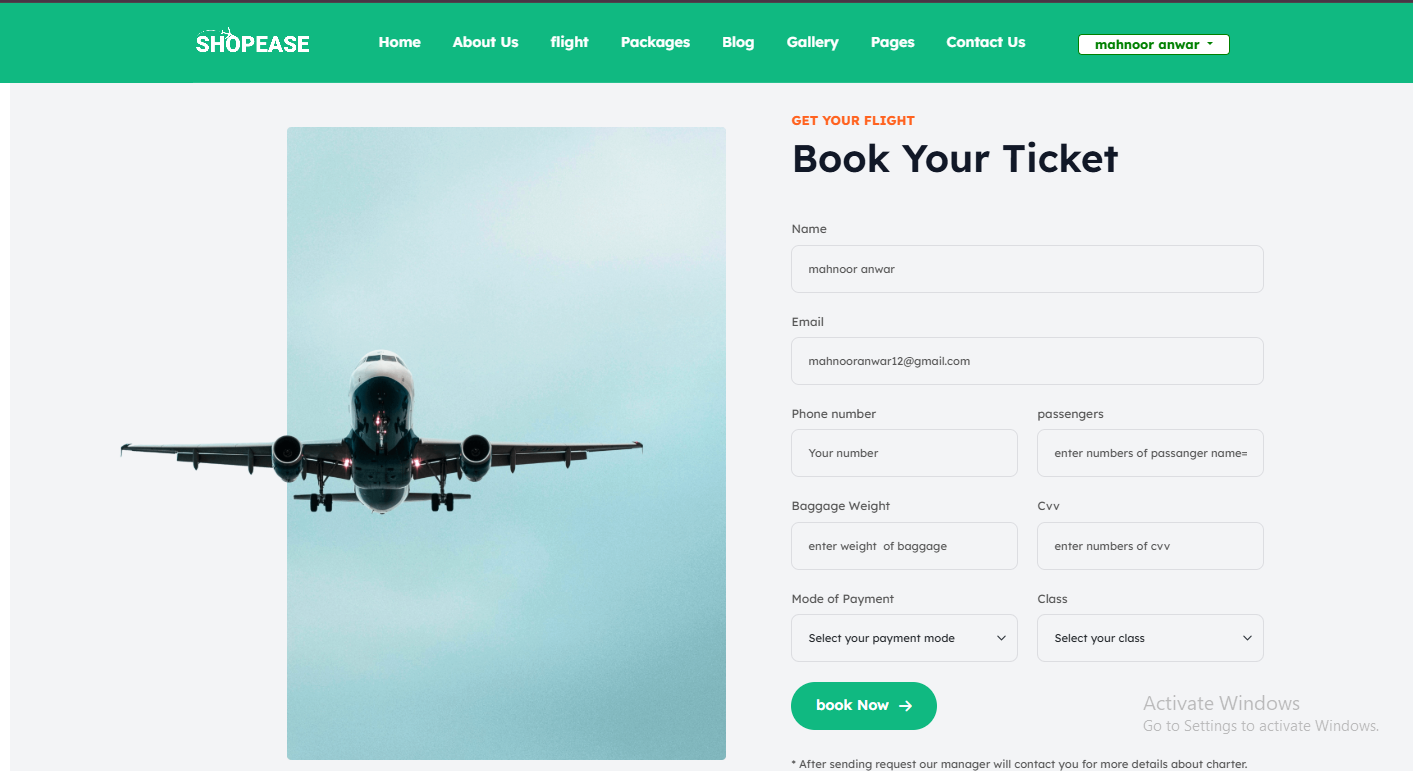 SHOPEASE
Home About Us flight Packages Blog Gallery Pages Contact Us mahnoor anwar
GET YOUR FLIGHT
Book Your Ticket
Name
mahnoor anwar
Email
mahnooranwar12@gmail.com
Phone number passengers
Your number enter numbers of passanger name=
Baggage Weight Cvv
enter weight  of baggage enter numbers of cvv
Mode of Payment Class
Select your payment mode Select your class
book Now →
Activate Windows
Go to Settings to activate Windows.
* After sending request our manager will contact you for more details about charter.